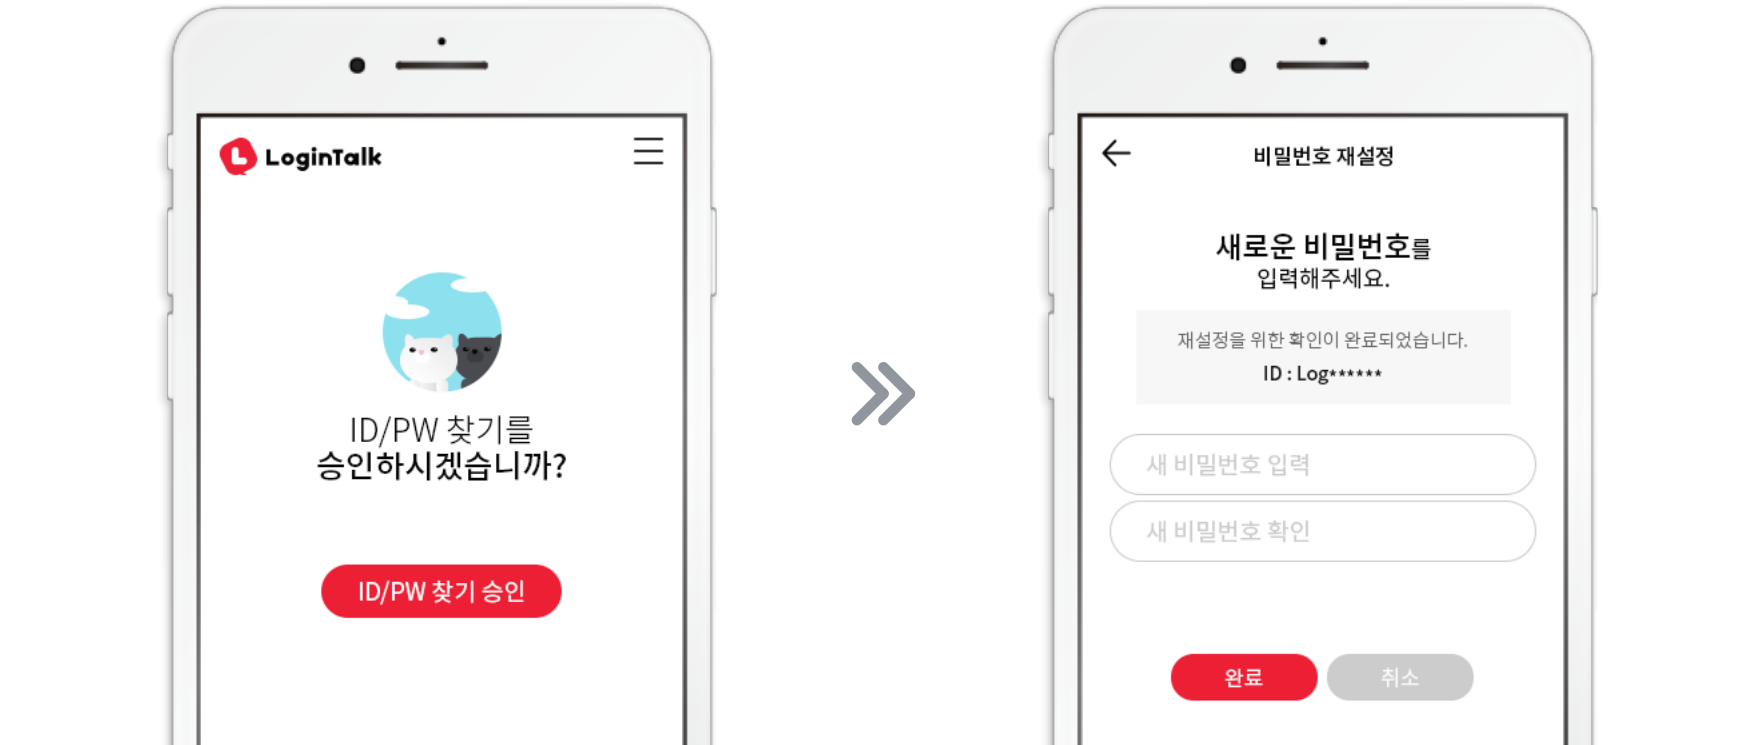 LoginTalk
ID/PW 찾기를
승인하시겠습니까?
ID/PW 찾기 승인
비밀번호 재설정
새로운 비밀번호를
입력해주세요.
재설정을 위한 확인이 완료되었습니다.
ID : Log******
새 비밀번호 입력
새 비밀번호 확인
완료
취소